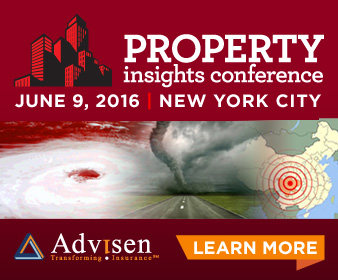 PROPERTY
insights conference
JUNE 9, 2016 | NEW YORK CITY
Advisen
Transforming • Insurance™
LEARN MORE